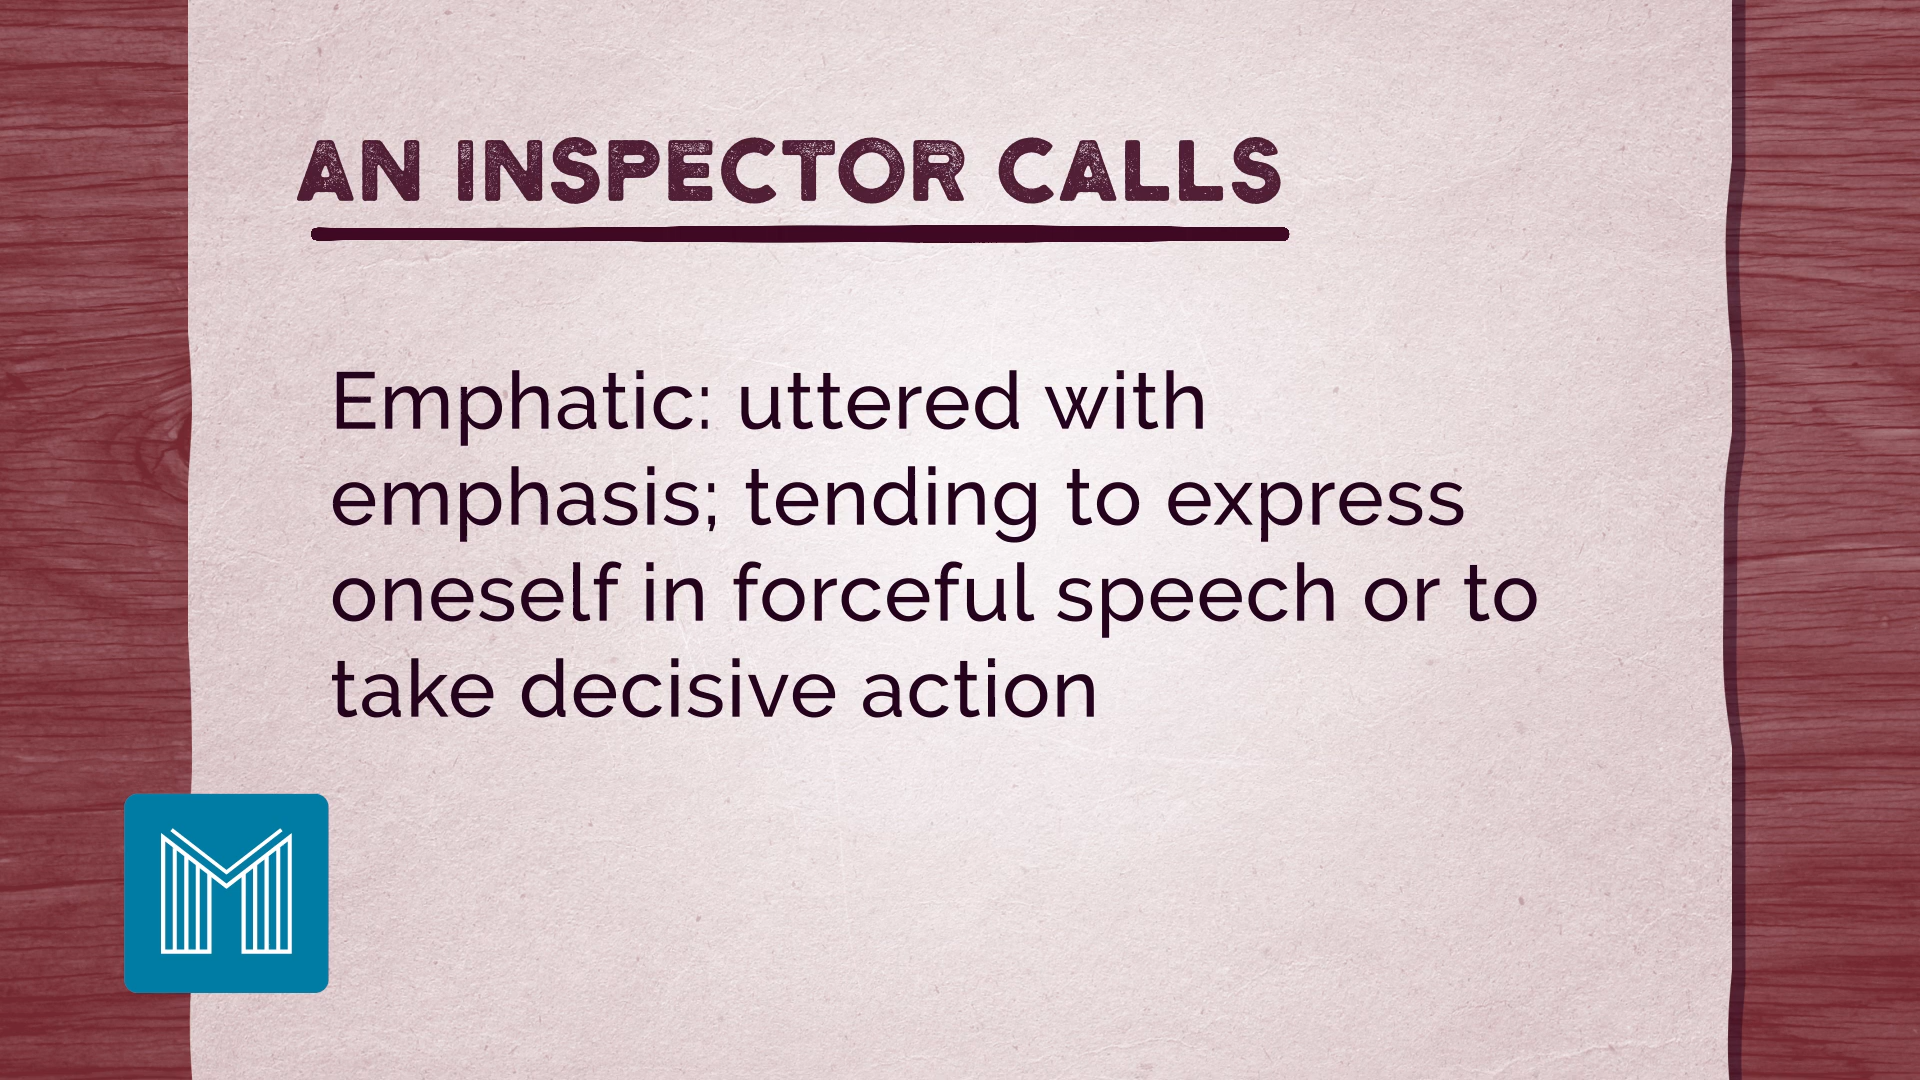 AN INSPECTOR CALLS
Emphatic: uttered with
emphasis; tending to express
oneself in forceful speech or to
take decisive action
M